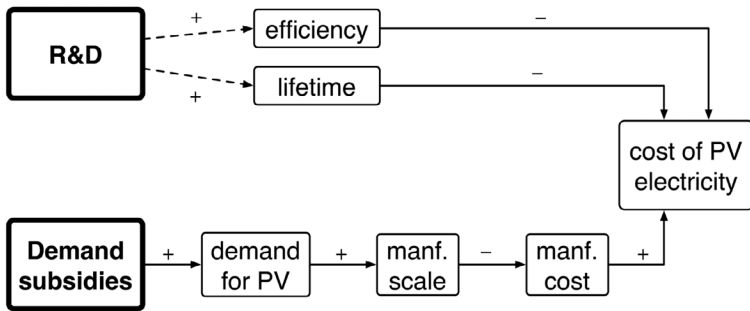 +
efficiency
−
R&D
+
lifetime
−
cost of PV
electricity
Demand
subsidies
+
demand
for PV
+
manf.
scale
−
manf.
cost
+